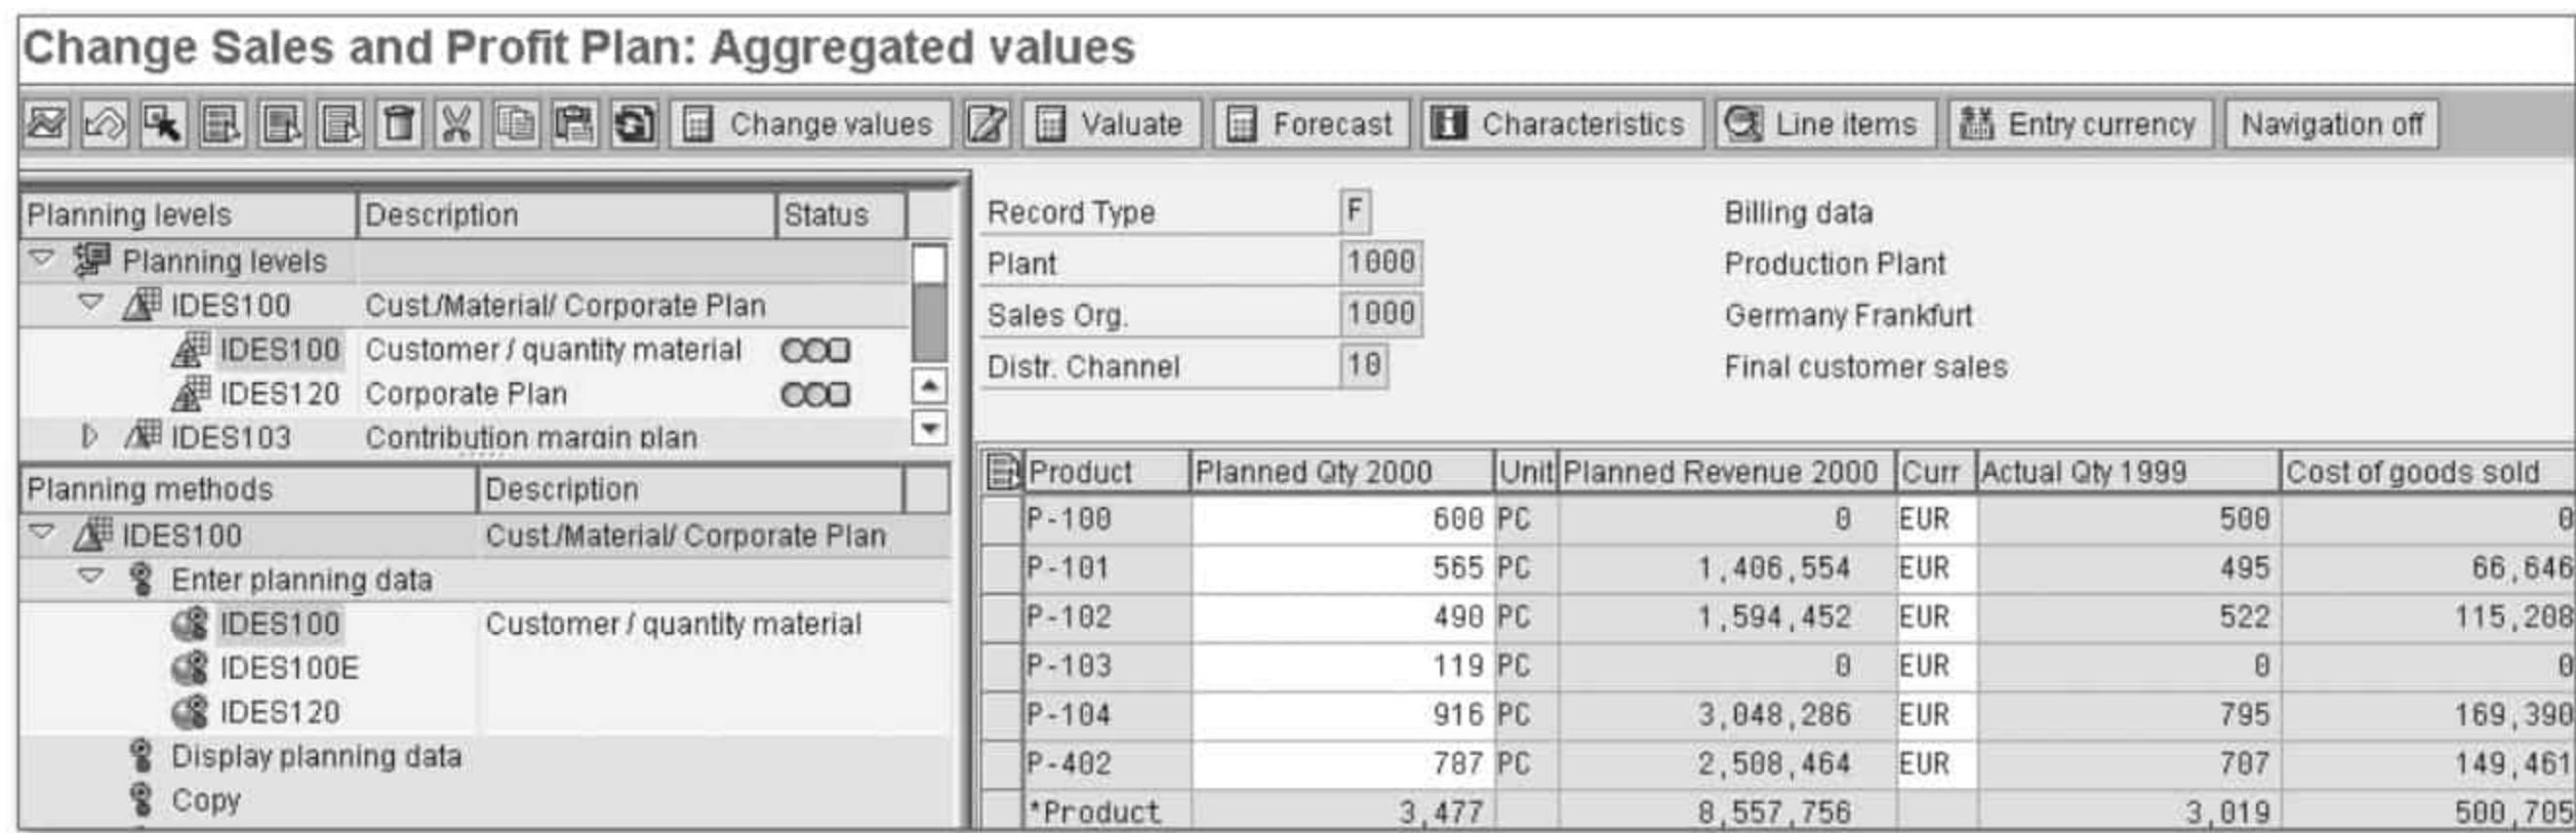 Change Sales and Profit Plan: Aggregated values
Change values Valuate Forecast Characteristics Line items Entry currency Navigation off
Planning levels Description Status
Planning levels
IDES100 Cust./Material/ Corporate Plan
IDES100 Customer / quantity material
IDES120 Corporate Plan
IDES103 Contribution margin plan
Planning methods Description
IDES100 Cust./Material/ Corporate Plan
Enter planning data
IDES100 Customer / quantity material
IDES100E
IDES120
Display planning data
Copy
Record Type F Billing data
Plant 1000 Production Plant
Sales Org. 1000 Germany Frankfurt
Distr. Channel 10 Final customer sales
Product Planned Qty 2000 Unit Planned Revenue 2000 Curr Actual Qty 1999 Cost of goods sold
P-100 600 PC 0 EUR 500 0
P-101 565 PC 1,406,554 EUR 495 66,646
P-102 490 PC 1,594,452 EUR 522 115,208
P-103 119 PC 0 EUR 0 0
P-104 916 PC 3,048,286 EUR 795 169,390
P-402 787 PC 2,508,464 EUR 707 149,461
*Product 3,477 8,557,756 3,019 500,705